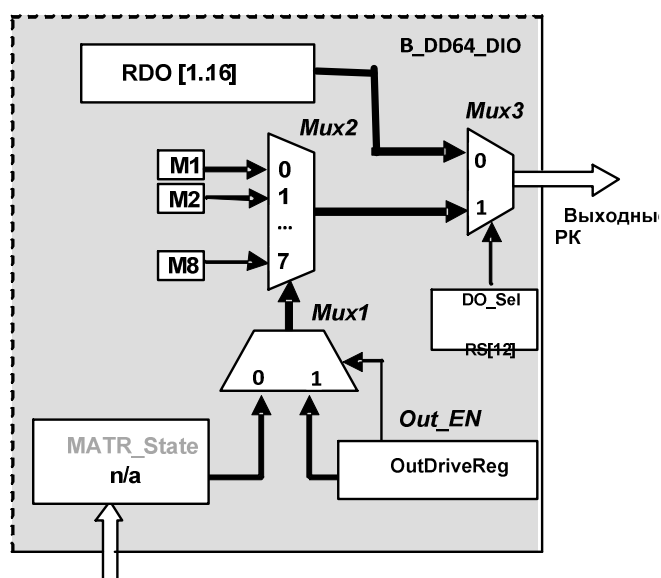 B_DD64_DIO
RDO [1..16]
Mux3
Mux2
M1
0
0
M2
1
1
...
Выходные
РК
M8
7
DO_Sel
Mux1
RS[12]
0
1
Out_EN
MATR_State
OutDriveReg
n/a